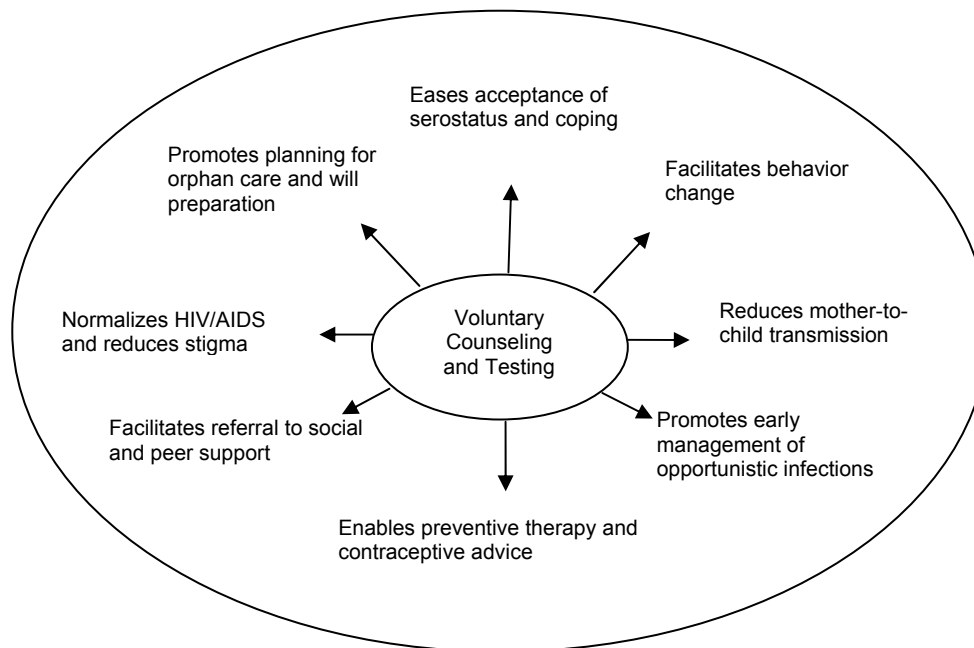 Eases acceptance of
serostatus and coping
Promotes planning for
orphan care and will
preparation
Facilitates behavior
change
Normalizes HIV/AIDS
and reduces stigma
Voluntary
Counseling
and Testing
Reduces mother-to-
child transmission
Facilitates referral to social
and peer support
Promotes early
management of
opportunistic infections
Enables preventive therapy and
contraceptive advice